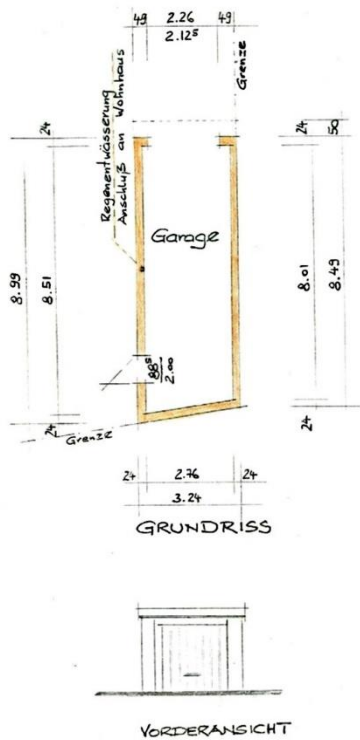 49 2.26 49
2.12⁵
Grenze
Regenentwässerung
Anschluß an Wohnhaus
24
50
24
Garage
8.99
8.51
8.01
8.49
88⁵
2.00
24
Grenze
24
24 2.76 24
3.24
GRUNDRISS
VORDERANSICHT